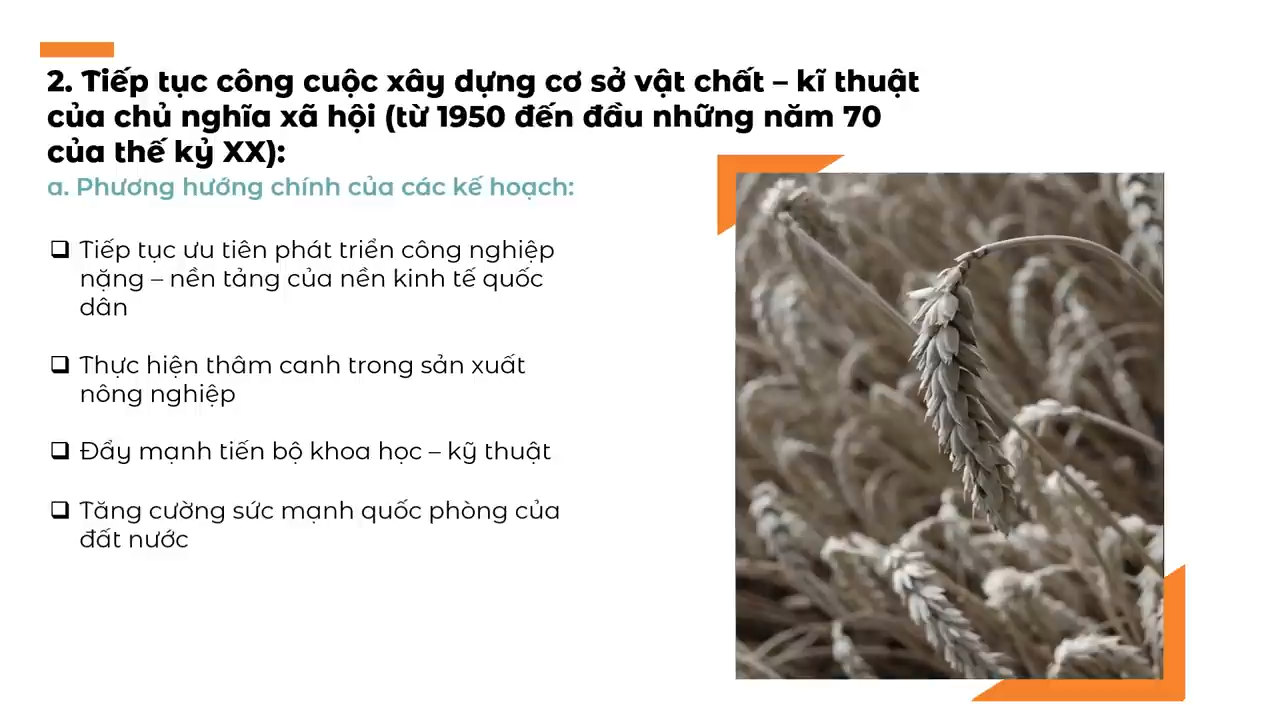 2. Tiếp tục công cuộc xây dựng cơ sở vật chất – kĩ thuật
của chủ nghĩa xã hội (từ 1950 đến đầu những năm 70
của thế kỷ XX):
a. Phương hướng chính của các kế hoạch:
❑ Tiếp tục ưu tiên phát triển công nghiệp
nặng – nền tảng của nền kinh tế quốc
dân
❑ Thực hiện thâm canh trong sản xuất
nông nghiệp
❑ Đẩy mạnh tiến bộ khoa học – kỹ thuật
❑ Tăng cường sức mạnh quốc phòng của
đất nước